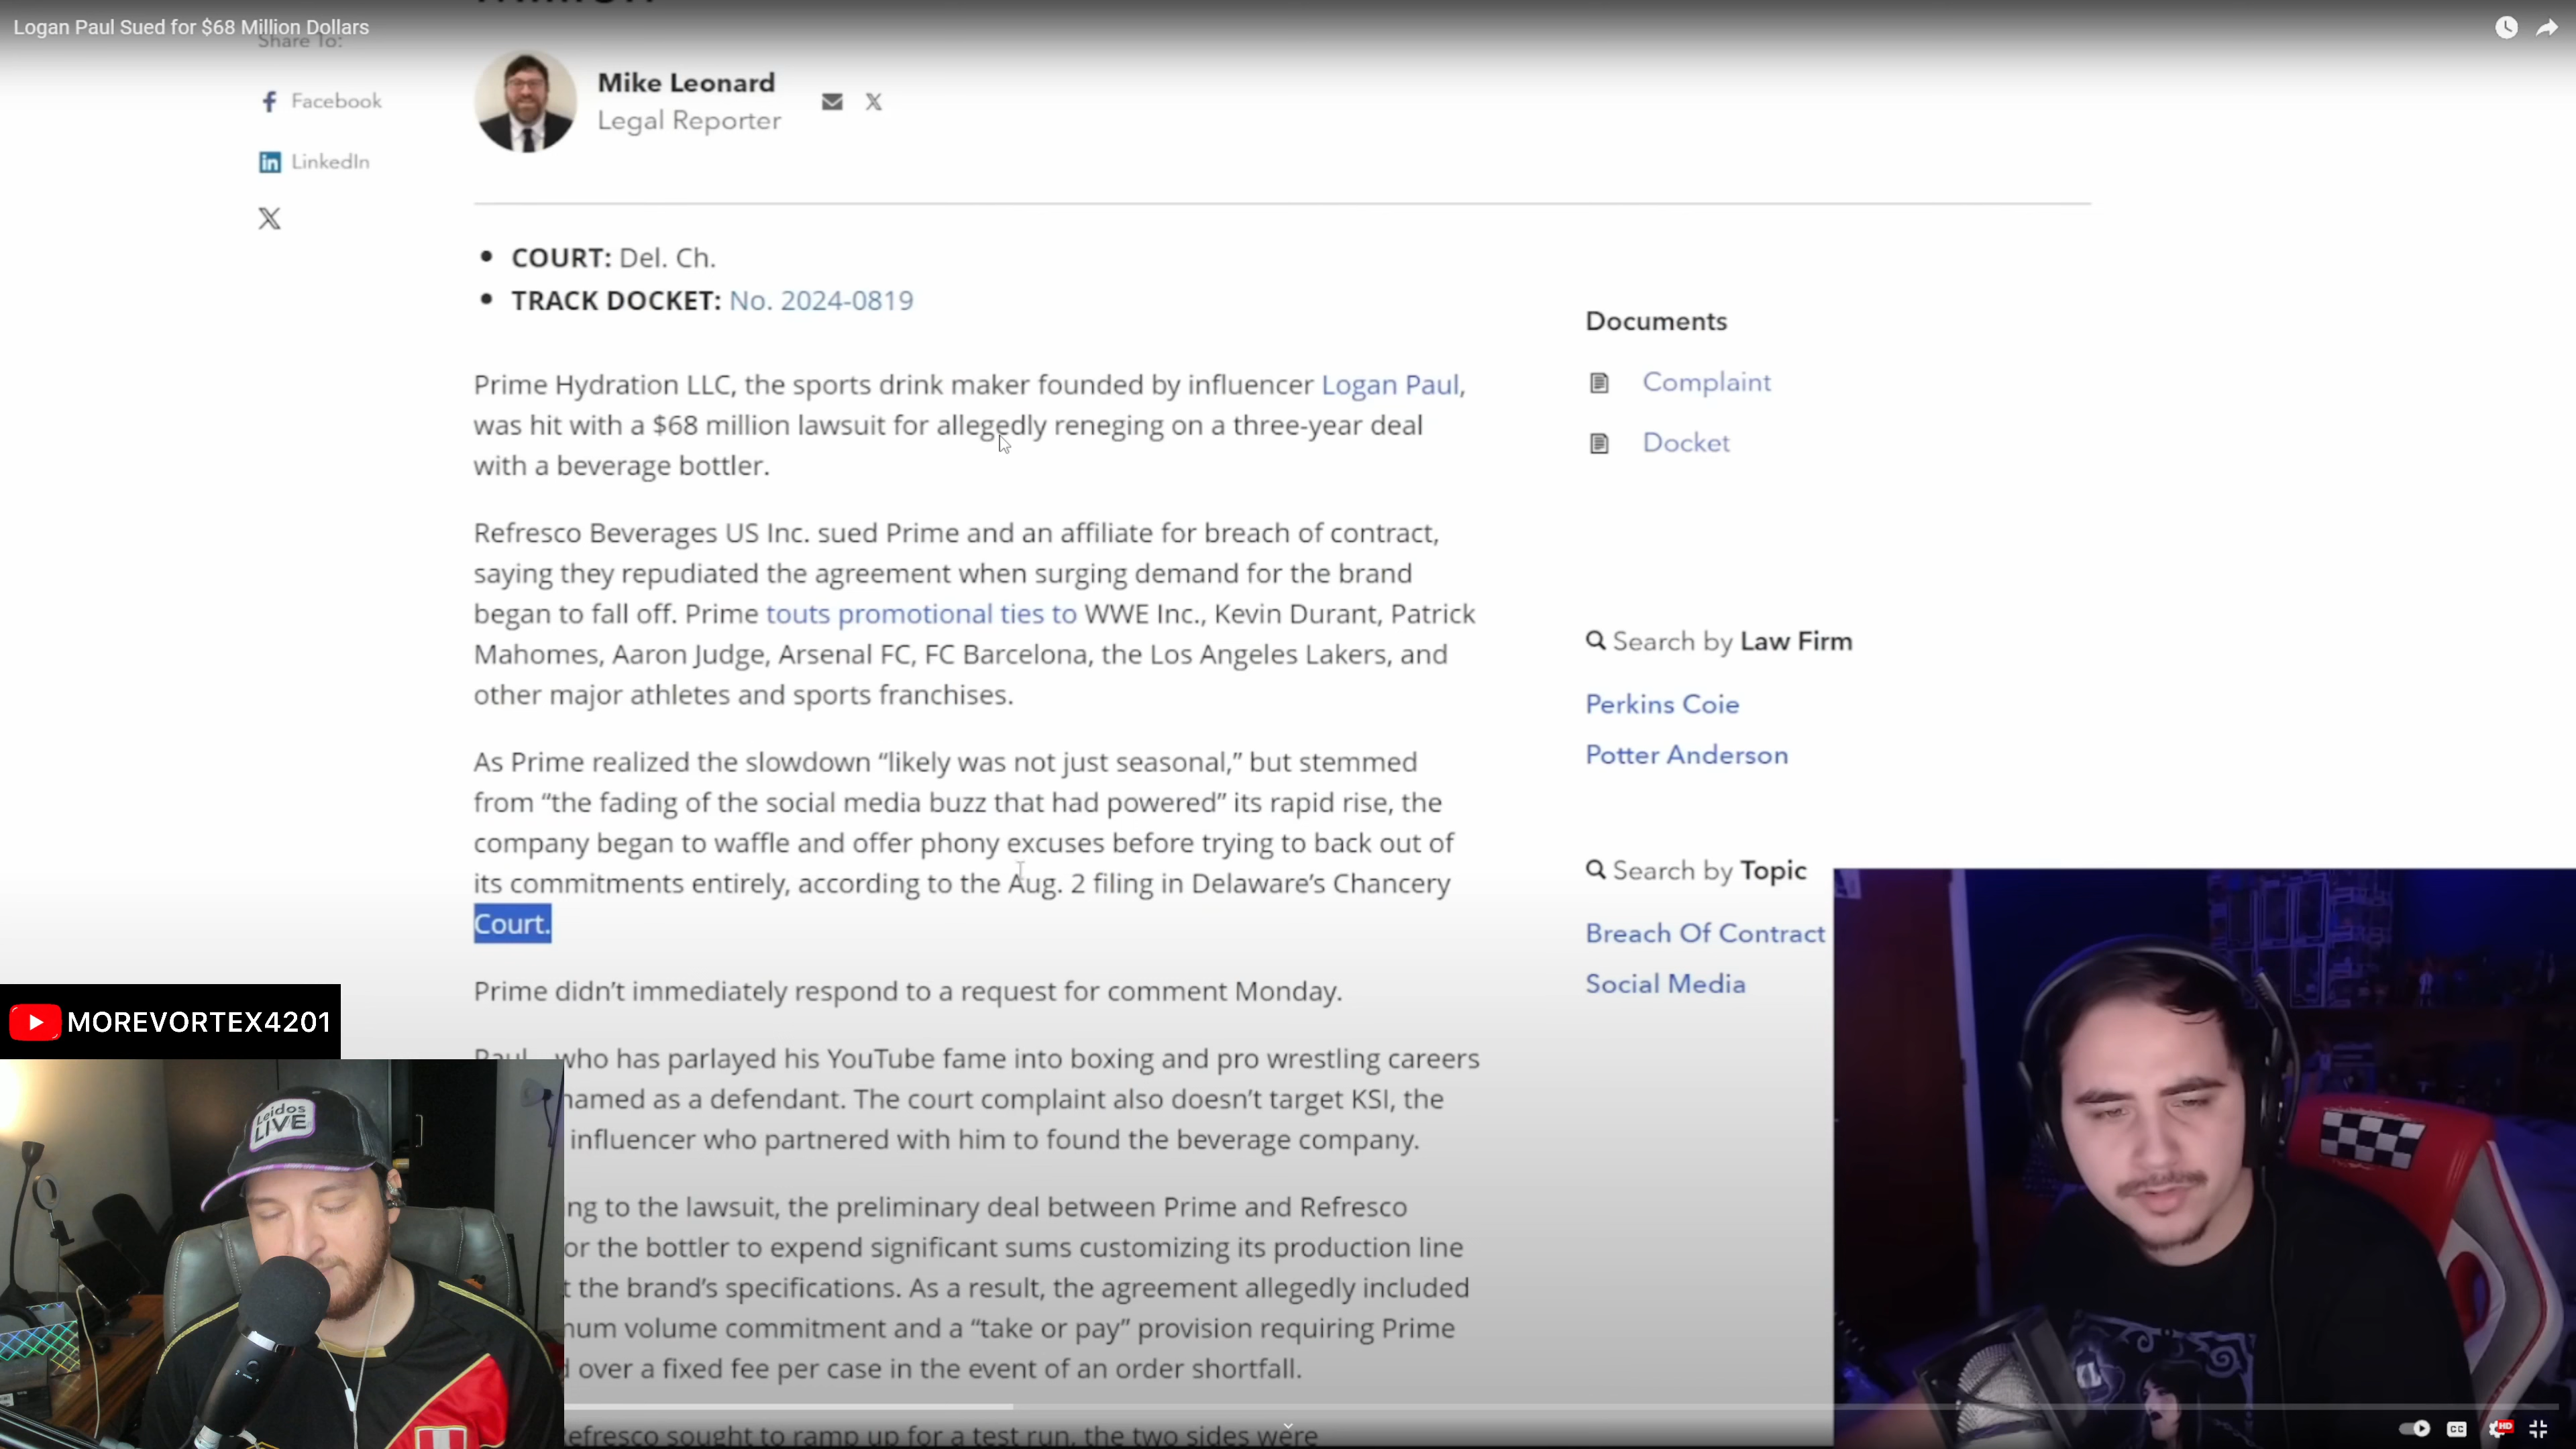 Logan Paul Sued for $68 Million Dollars
Share To:
Facebook
LinkedIn
Mike Leonard
Legal Reporter
COURT: Del. Ch.
TRACK DOCKET: No. 2024-0819
Prime Hydration LLC, the sports drink maker founded by influencer Logan Paul,
was hit with a $68 million lawsuit for allegedly reneging on a three-year deal
with a beverage bottler.
Refresco Beverages US Inc. sued Prime and an affiliate for breach of contract,
saying they repudiated the agreement when surging demand for the brand
began to fall off. Prime touts promotional ties to WWE Inc., Kevin Durant, Patrick
Mahomes, Aaron Judge, Arsenal FC, FC Barcelona, the Los Angeles Lakers, and
other major athletes and sports franchises.
As Prime realized the slowdown “likely was not just seasonal,” but stemmed
from “the fading of the social media buzz that had powered” its rapid rise, the
company began to waffle and offer phony excuses before trying to back out of
its commitments entirely, according to the Aug. 2 filing in Delaware’s Chancery
Court.
Prime didn’t immediately respond to a request for comment Monday.
who has parlayed his YouTube fame into boxing and pro wrestling careers
named as a defendant. The court complaint also doesn’t target KSI, the
influencer who partnered with him to found the beverage company.
to the lawsuit, the preliminary deal between Prime and Refresco
the bottler to expend significant sums customizing its production line
the brand’s specifications. As a result, the agreement allegedly included
volume commitment and a “take or pay” provision requiring Prime
over a fixed fee per case in the event of an order shortfall.
sought to ramp up for a test run, the two sides were
Documents
Complaint
Docket
Search by Law Firm
Perkins Coie
Potter Anderson
Search by Topic
Breach Of Contract
Social Media
MOREVORTEX4201
Leidos
LIVE
CC
HD